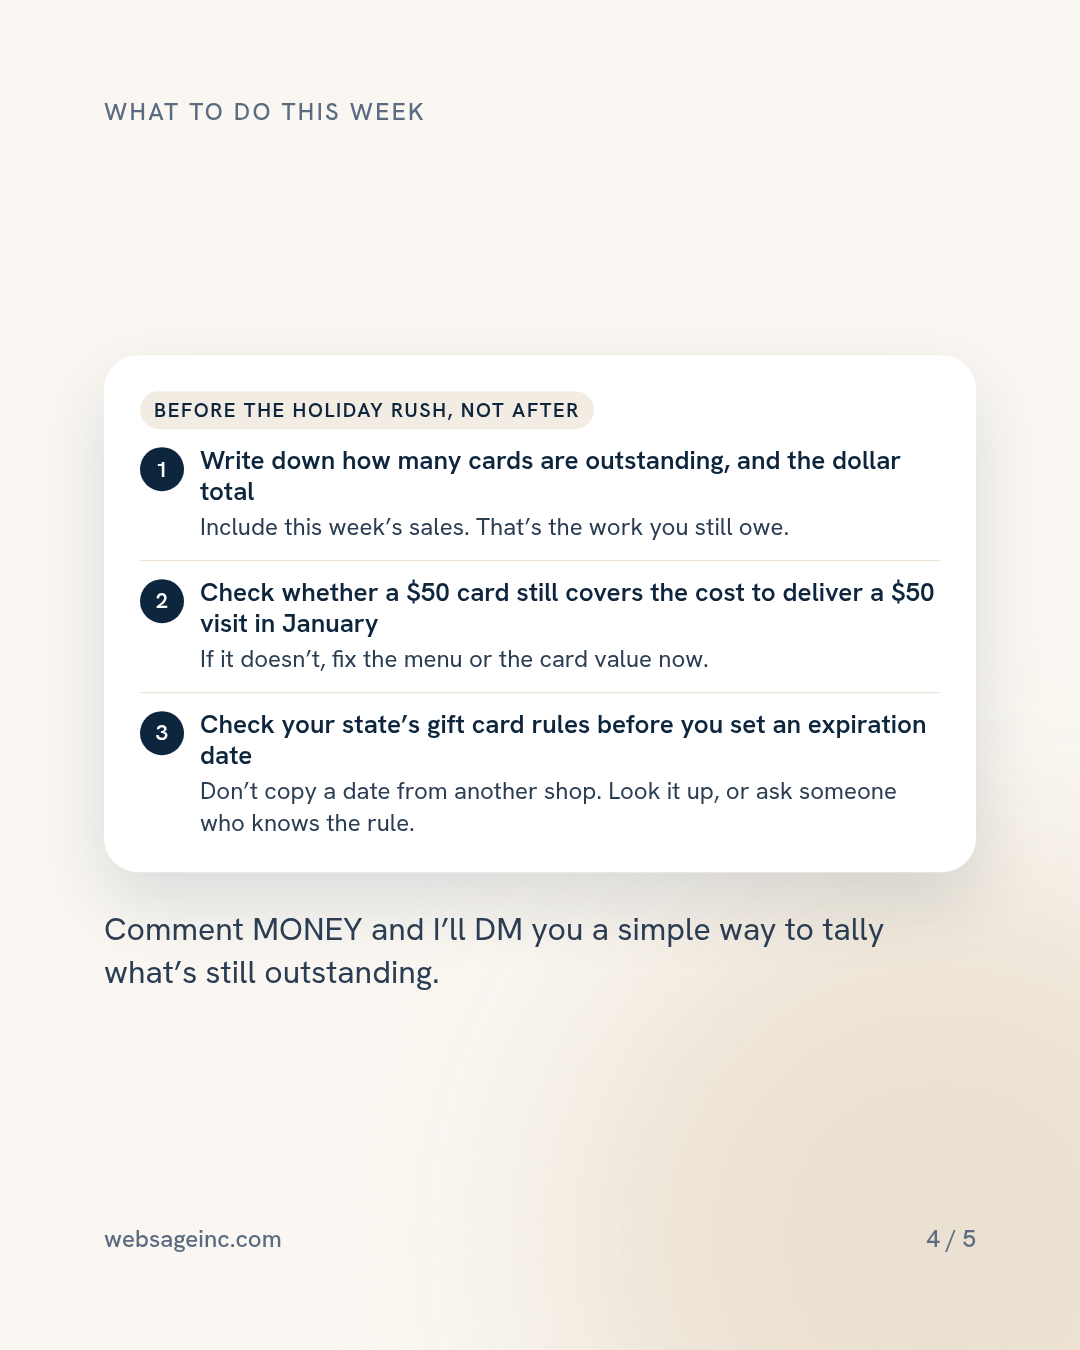 WHAT TO DO THIS WEEK
BEFORE THE HOLIDAY RUSH, NOT AFTER
1
Write down how many cards are outstanding, and the dollar
total
Include this week’s sales. That’s the work you still owe.
2
Check whether a $50 card still covers the cost to deliver a $50
visit in January
If it doesn’t, fix the menu or the card value now.
3
Check your state’s gift card rules before you set an expiration
date
Don’t copy a date from another shop. Look it up, or ask someone
who knows the rule.
Comment MONEY and I’ll DM you a simple way to tally
what’s still outstanding.
websageinc.com
4 / 5